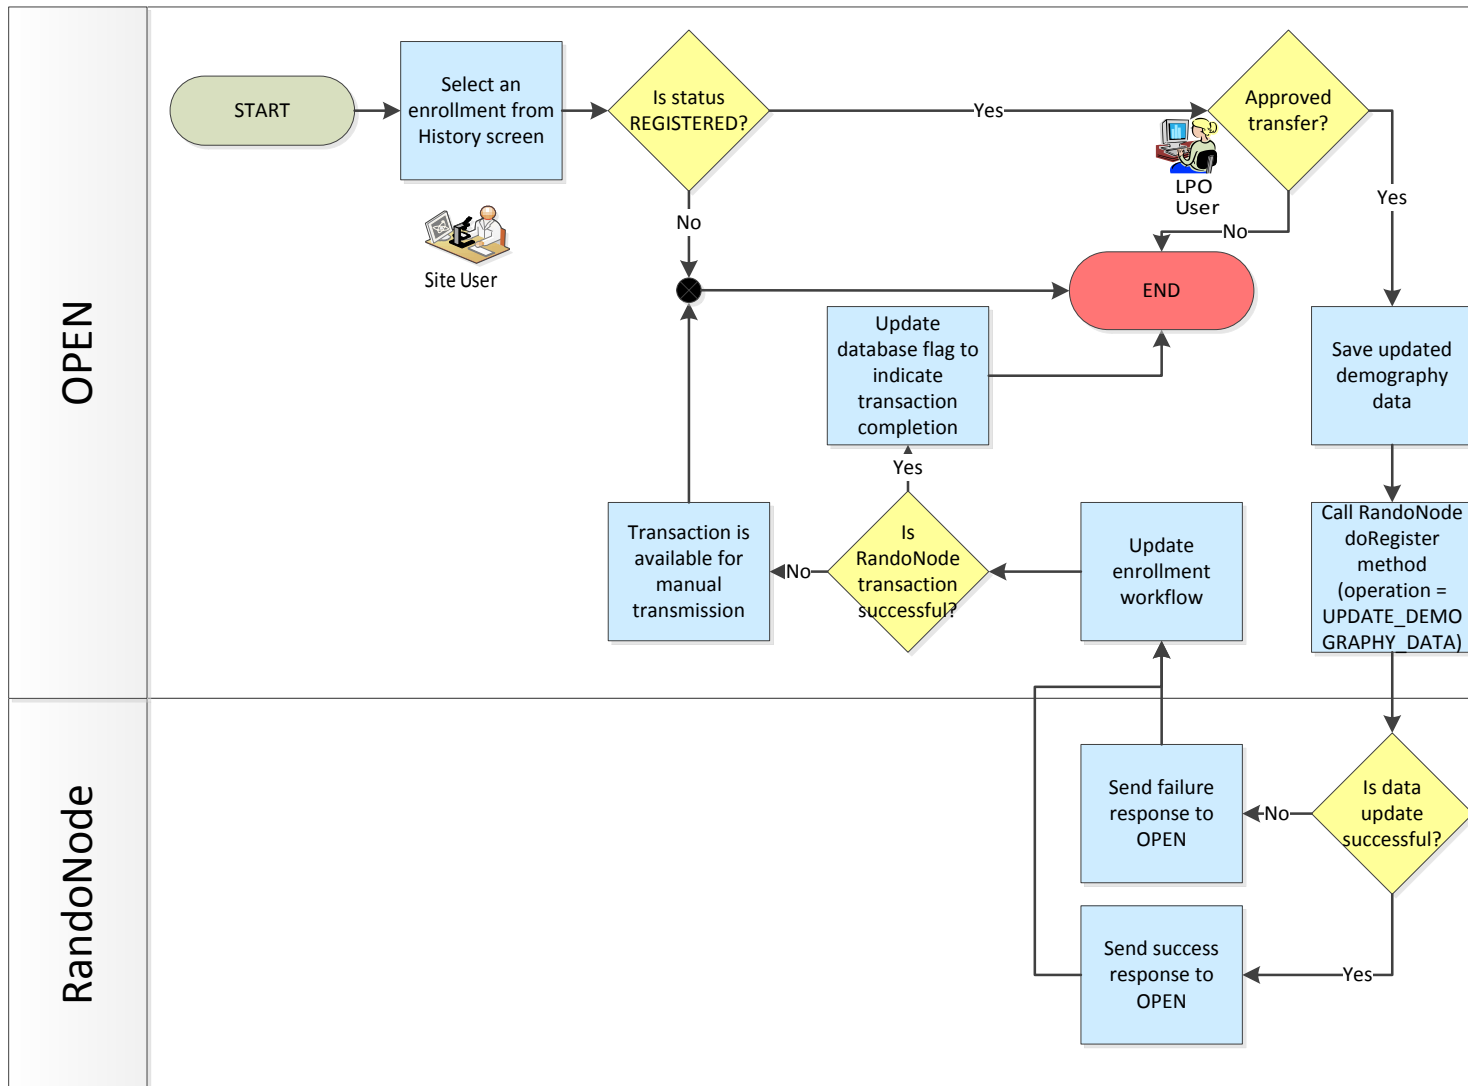 OPEN
START
Select an
enrollment from
History screen
Is status
REGISTERED?
Yes
Approved
transfer?
LPO
User
Yes
No
No
Site User
END
Update
database flag to
indicate
transaction
completion
Save updated
demography
data
Yes
Transaction is
available for
manual
transmission
No
Is
RandoNode
transaction
successful?
Update
enrollment
workflow
Call RandoNode
doRegister
method
(operation =
UPDATE_DEMO
GRAPHY_DATA)
RandoNode
Send failure
response to
OPEN
No
Is data
update
successful?
Send success
response to
OPEN
Yes